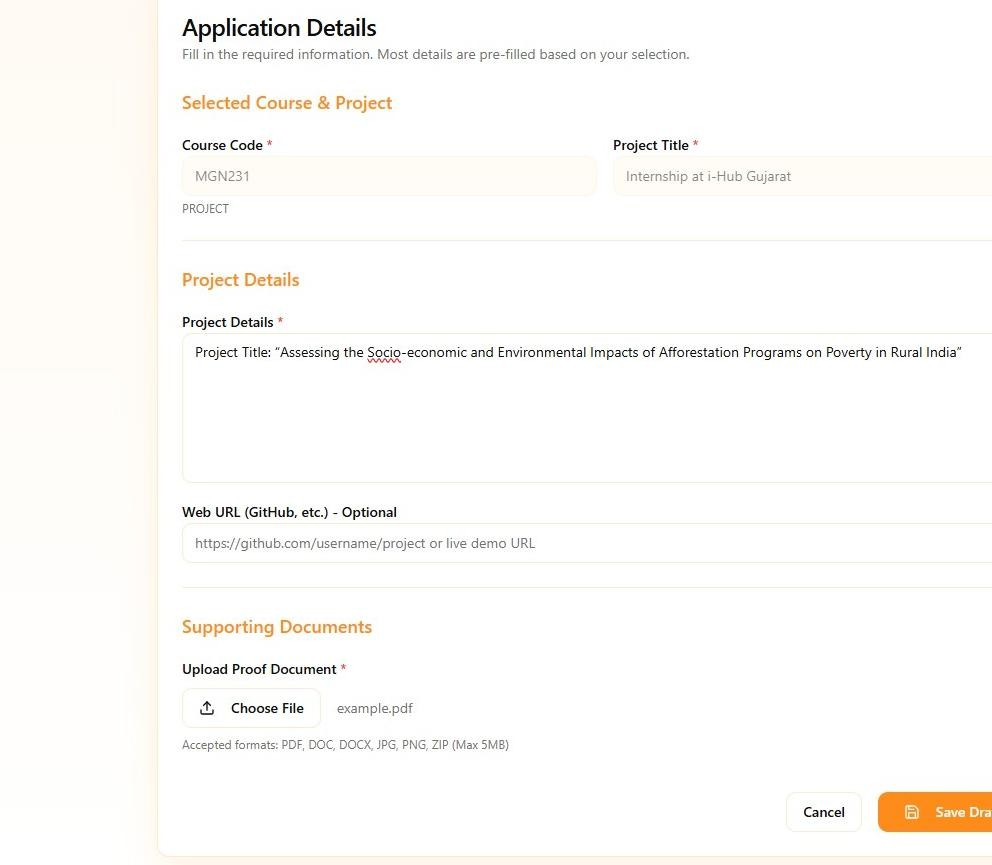 Application Details
Fill in the required information. Most details are pre-filled based on your selection.
Selected Course & Project
Course Code *
Project Title *
MGN231
Internship at i-Hub Gujarat
PROJECT
Project Details
Project Details *
Project Title: “Assessing the Socio-economic and Environmental Impacts of Afforestation Programs on Poverty in Rural India”
Web URL (GitHub, etc.) - Optional
https://github.com/username/project or live demo URL
Supporting Documents
Upload Proof Document *
Choose File
example.pdf
Accepted formats: PDF, DOC, DOCX, JPG, PNG, ZIP (Max 5MB)
Cancel
Save Dra